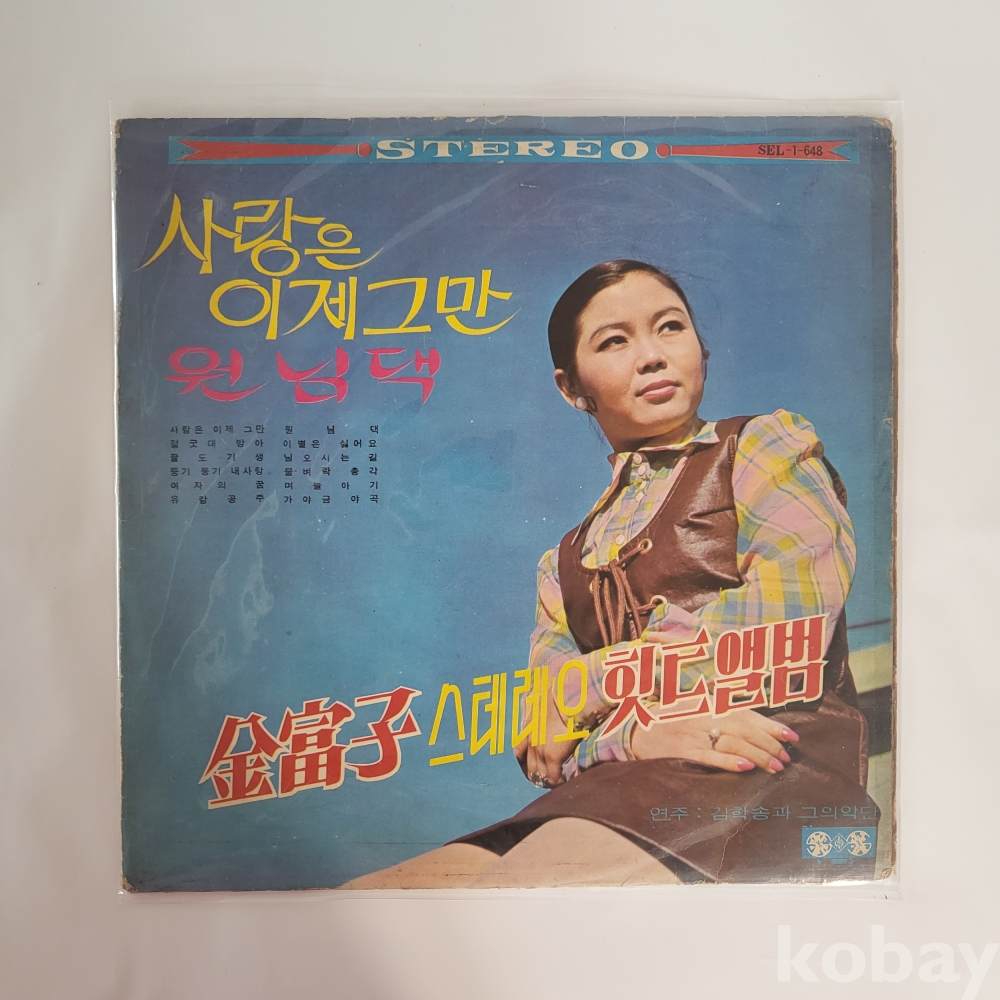 STEREO
SEL-1-648
사랑은
이제그만
원님댁
사랑은 이제 그만 원님댁
절굿대 방아 이별은 싫어요
팔도기생 님오시는길
둥기 둥기 내사랑 물·벼락 총각
여자의 꿈 며늘아기
유랑공주 가야금야곡
金富子 스테레오 힛트앨범
연주 : 김학송과 그의악단
kobay